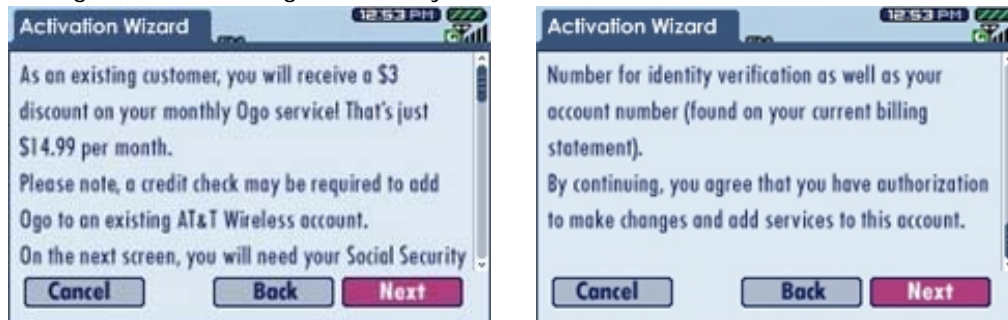 Activation Wizard
12:53 PM
As an existing customer, you will receive a $3
discount on your monthly Ogo service! That's just
$14.99 per month.
Please note, a credit check may be required to add
Ogo to an existing AT&T Wireless account.
On the next screen, you will need your Social Security
Cancel Back Next
Activation Wizard
12:53 PM
Number for identity verification as well as your
account number (found on your current billing
statement).
By continuing, you agree that you have authorization
to make changes and add services to this account.
Cancel Back Next